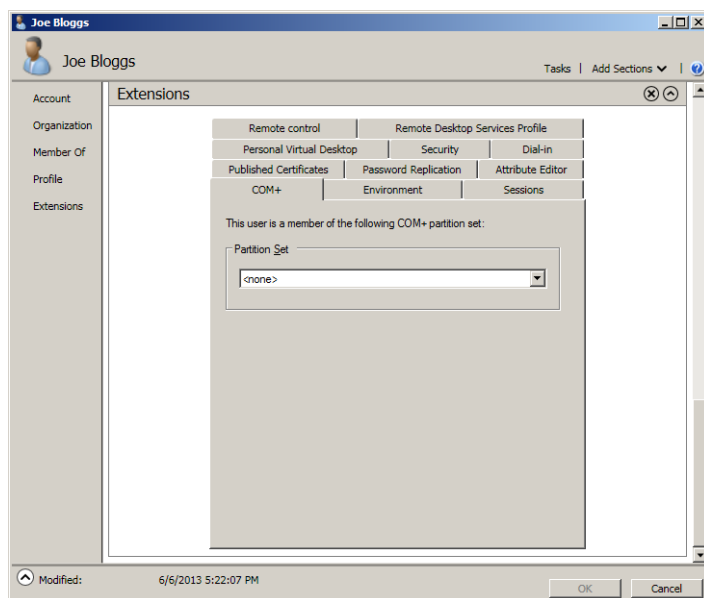 Joe Bloggs
Joe Bloggs
Tasks | Add Sections |
Account
Organization
Member Of
Profile
Extensions
Extensions
Remote control
Remote Desktop Services Profile
Personal Virtual Desktop
Security
Dial-in
Published Certificates
Password Replication
Attribute Editor
COM+
Environment
Sessions
This user is a member of the following COM+ partition set:
Partition Set
<none>
Modified: 6/6/2013 5:22:07 PM
OK
Cancel